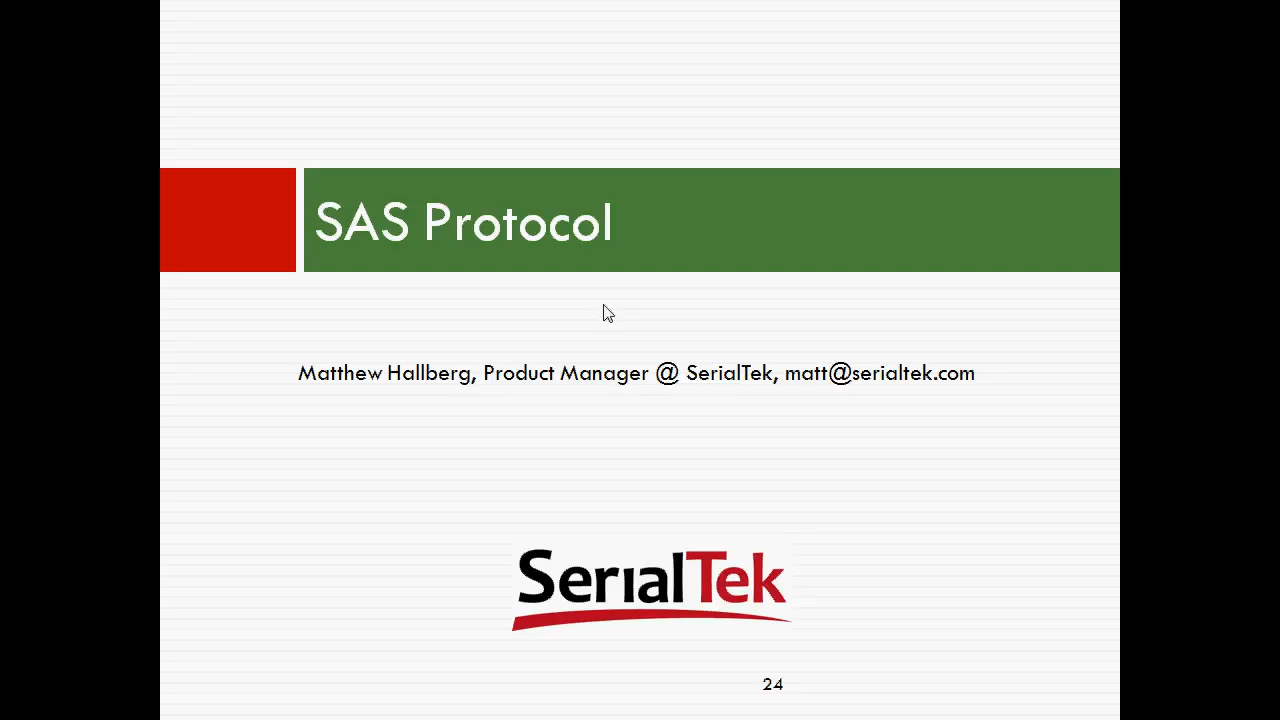 SAS Protocol
Matthew Hallberg, Product Manager @ SerialTek, matt@serialtek.com
SerialTek
24